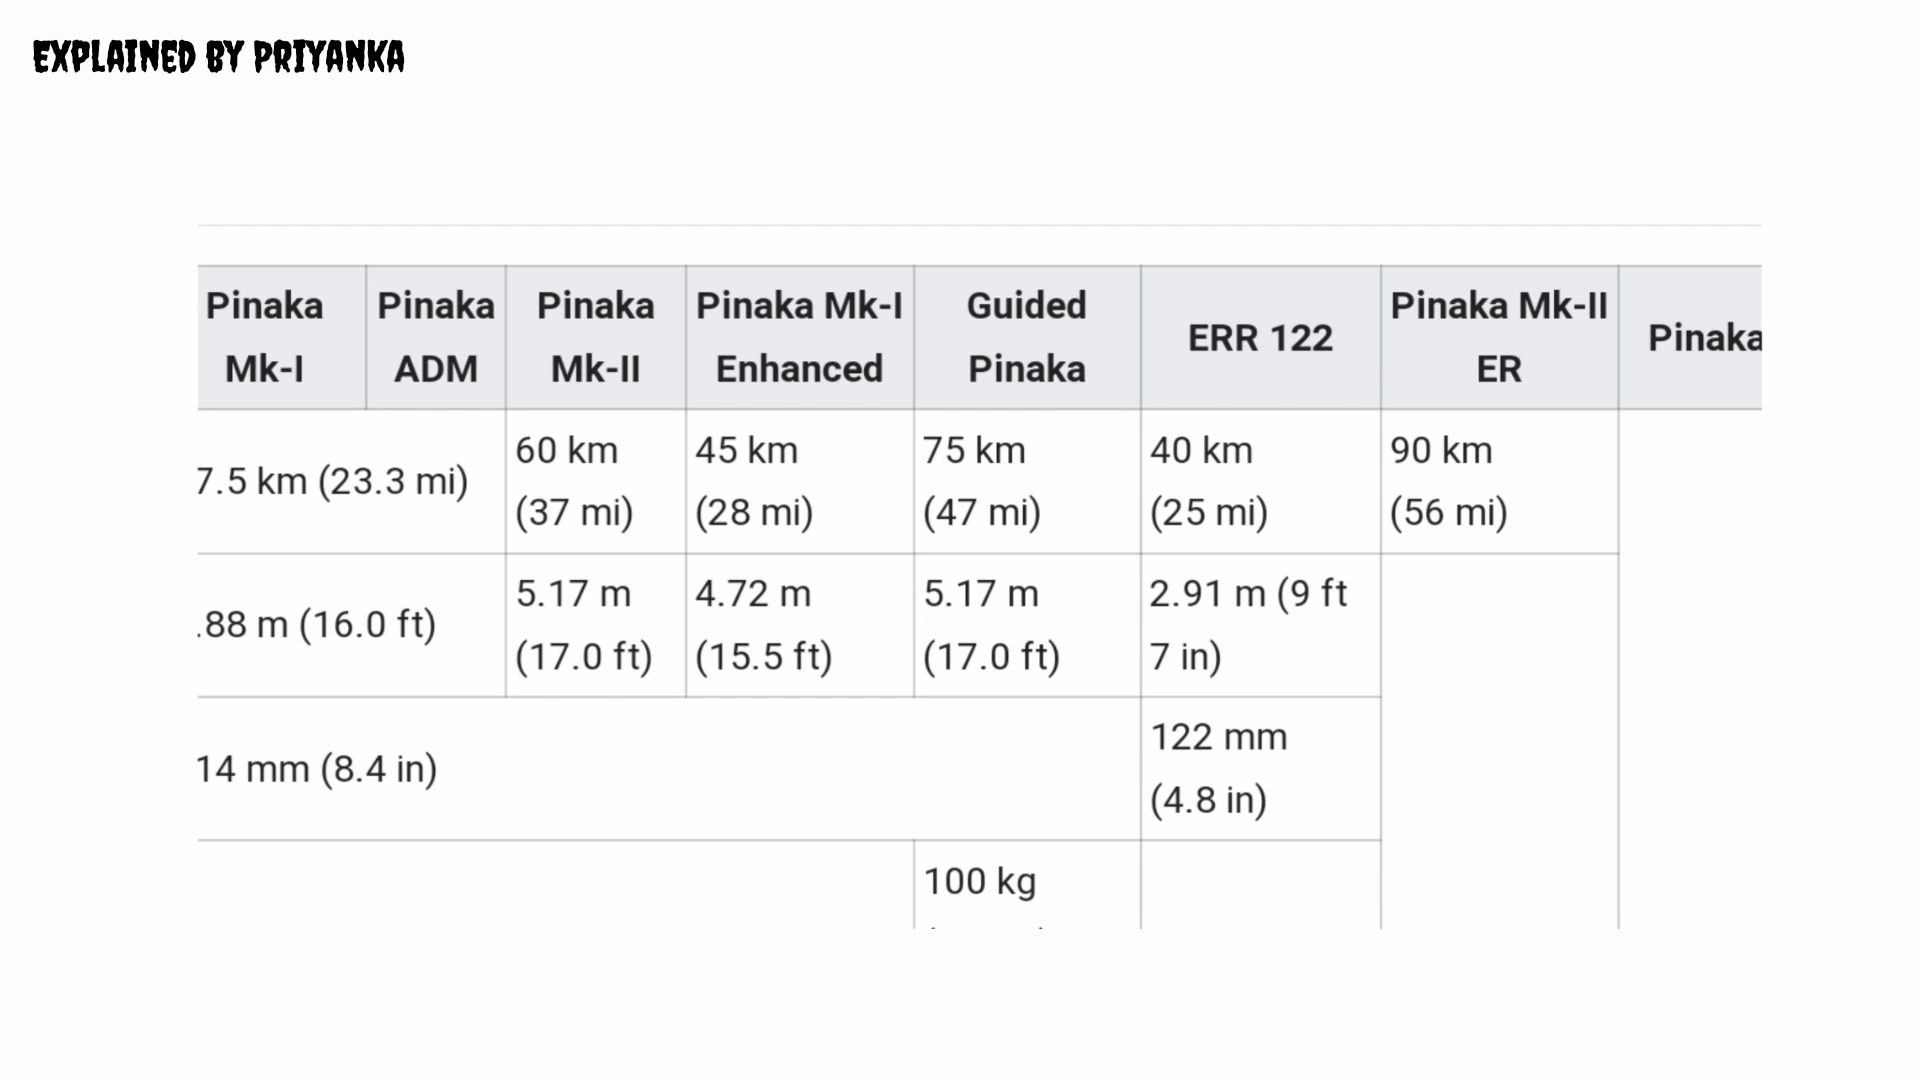 EXPLAINED BY PRIYANKA
Pinaka Mk-I
Pinaka ADM
Pinaka Mk-II
Pinaka Mk-I Enhanced
Guided Pinaka
ERR 122
Pinaka Mk-II ER
Pinaka
7.5 km (23.3 mi)
60 km (37 mi)
45 km (28 mi)
75 km (47 mi)
40 km (25 mi)
90 km (56 mi)
.88 m (16.0 ft)
5.17 m (17.0 ft)
4.72 m (15.5 ft)
5.17 m (17.0 ft)
2.91 m (9 ft 7 in)
14 mm (8.4 in)
122 mm (4.8 in)
100 kg